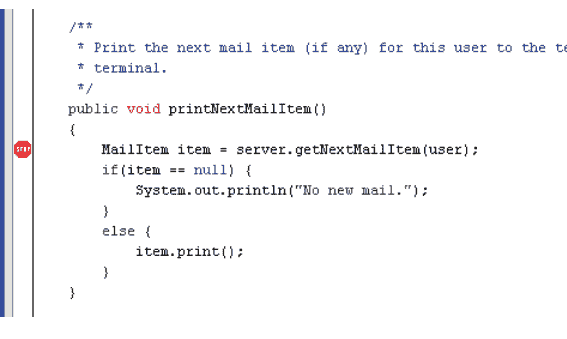 /**
* Print the next mail item (if any) for this user to the
* terminal.
*/
public void printNextMailItem()
{
STOP MailItem item = server.getNextMailItem(user);
if(item == null) {
System.out.println("No new mail.");
}
else {
item.print();
}
}